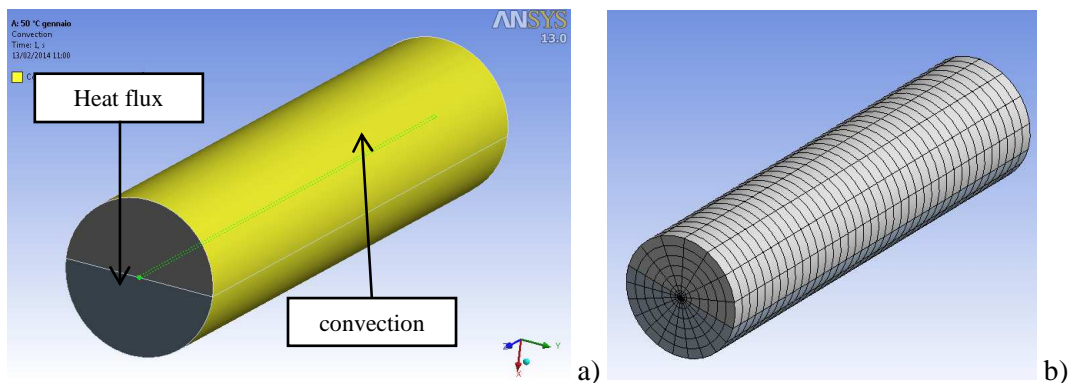 A: 50 °C gennaio
Convection
Time: 1, s
13/02/2014 11:00
ANSYS
13.0
Heat flux
convection
Z
Y
X
a)
b)